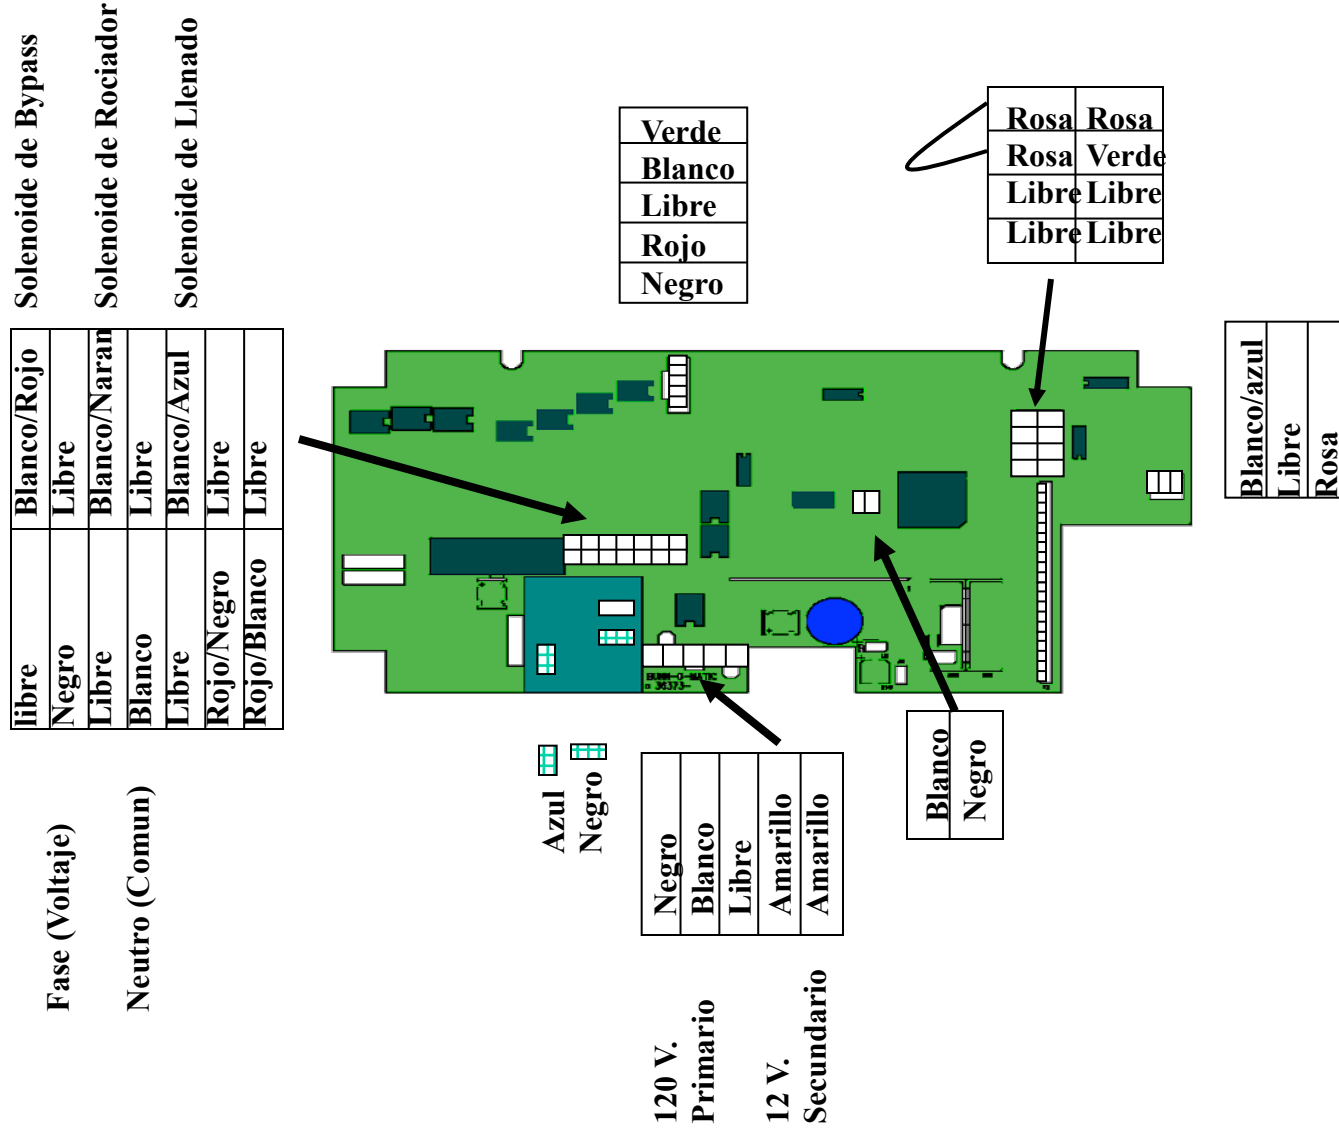 Solenoide de Bypass
Solenoide de Rociador
Solenoide de Llenado
Blanco/Rojo
Libre
Blanco/Naran
Libre
Blanco/Azul
Libre
Libre
libre
Negro
Libre
Blanco
Libre
Rojo/Negro
Rojo/Blanco
Fase (Voltaje)
Neutro (Comun)
Verde
Blanco
Libre
Rojo
Negro
Rosa Rosa
Rosa Verde
Libre Libre
Libre Libre
Blanco/azul
Libre
Rosa
BUNN-O-MATIC
36373-
Azul
Negro
Negro
Blanco
Libre
Amarillo
Amarillo
Blanco
Negro
120 V.
Primario
12 V.
Secundario